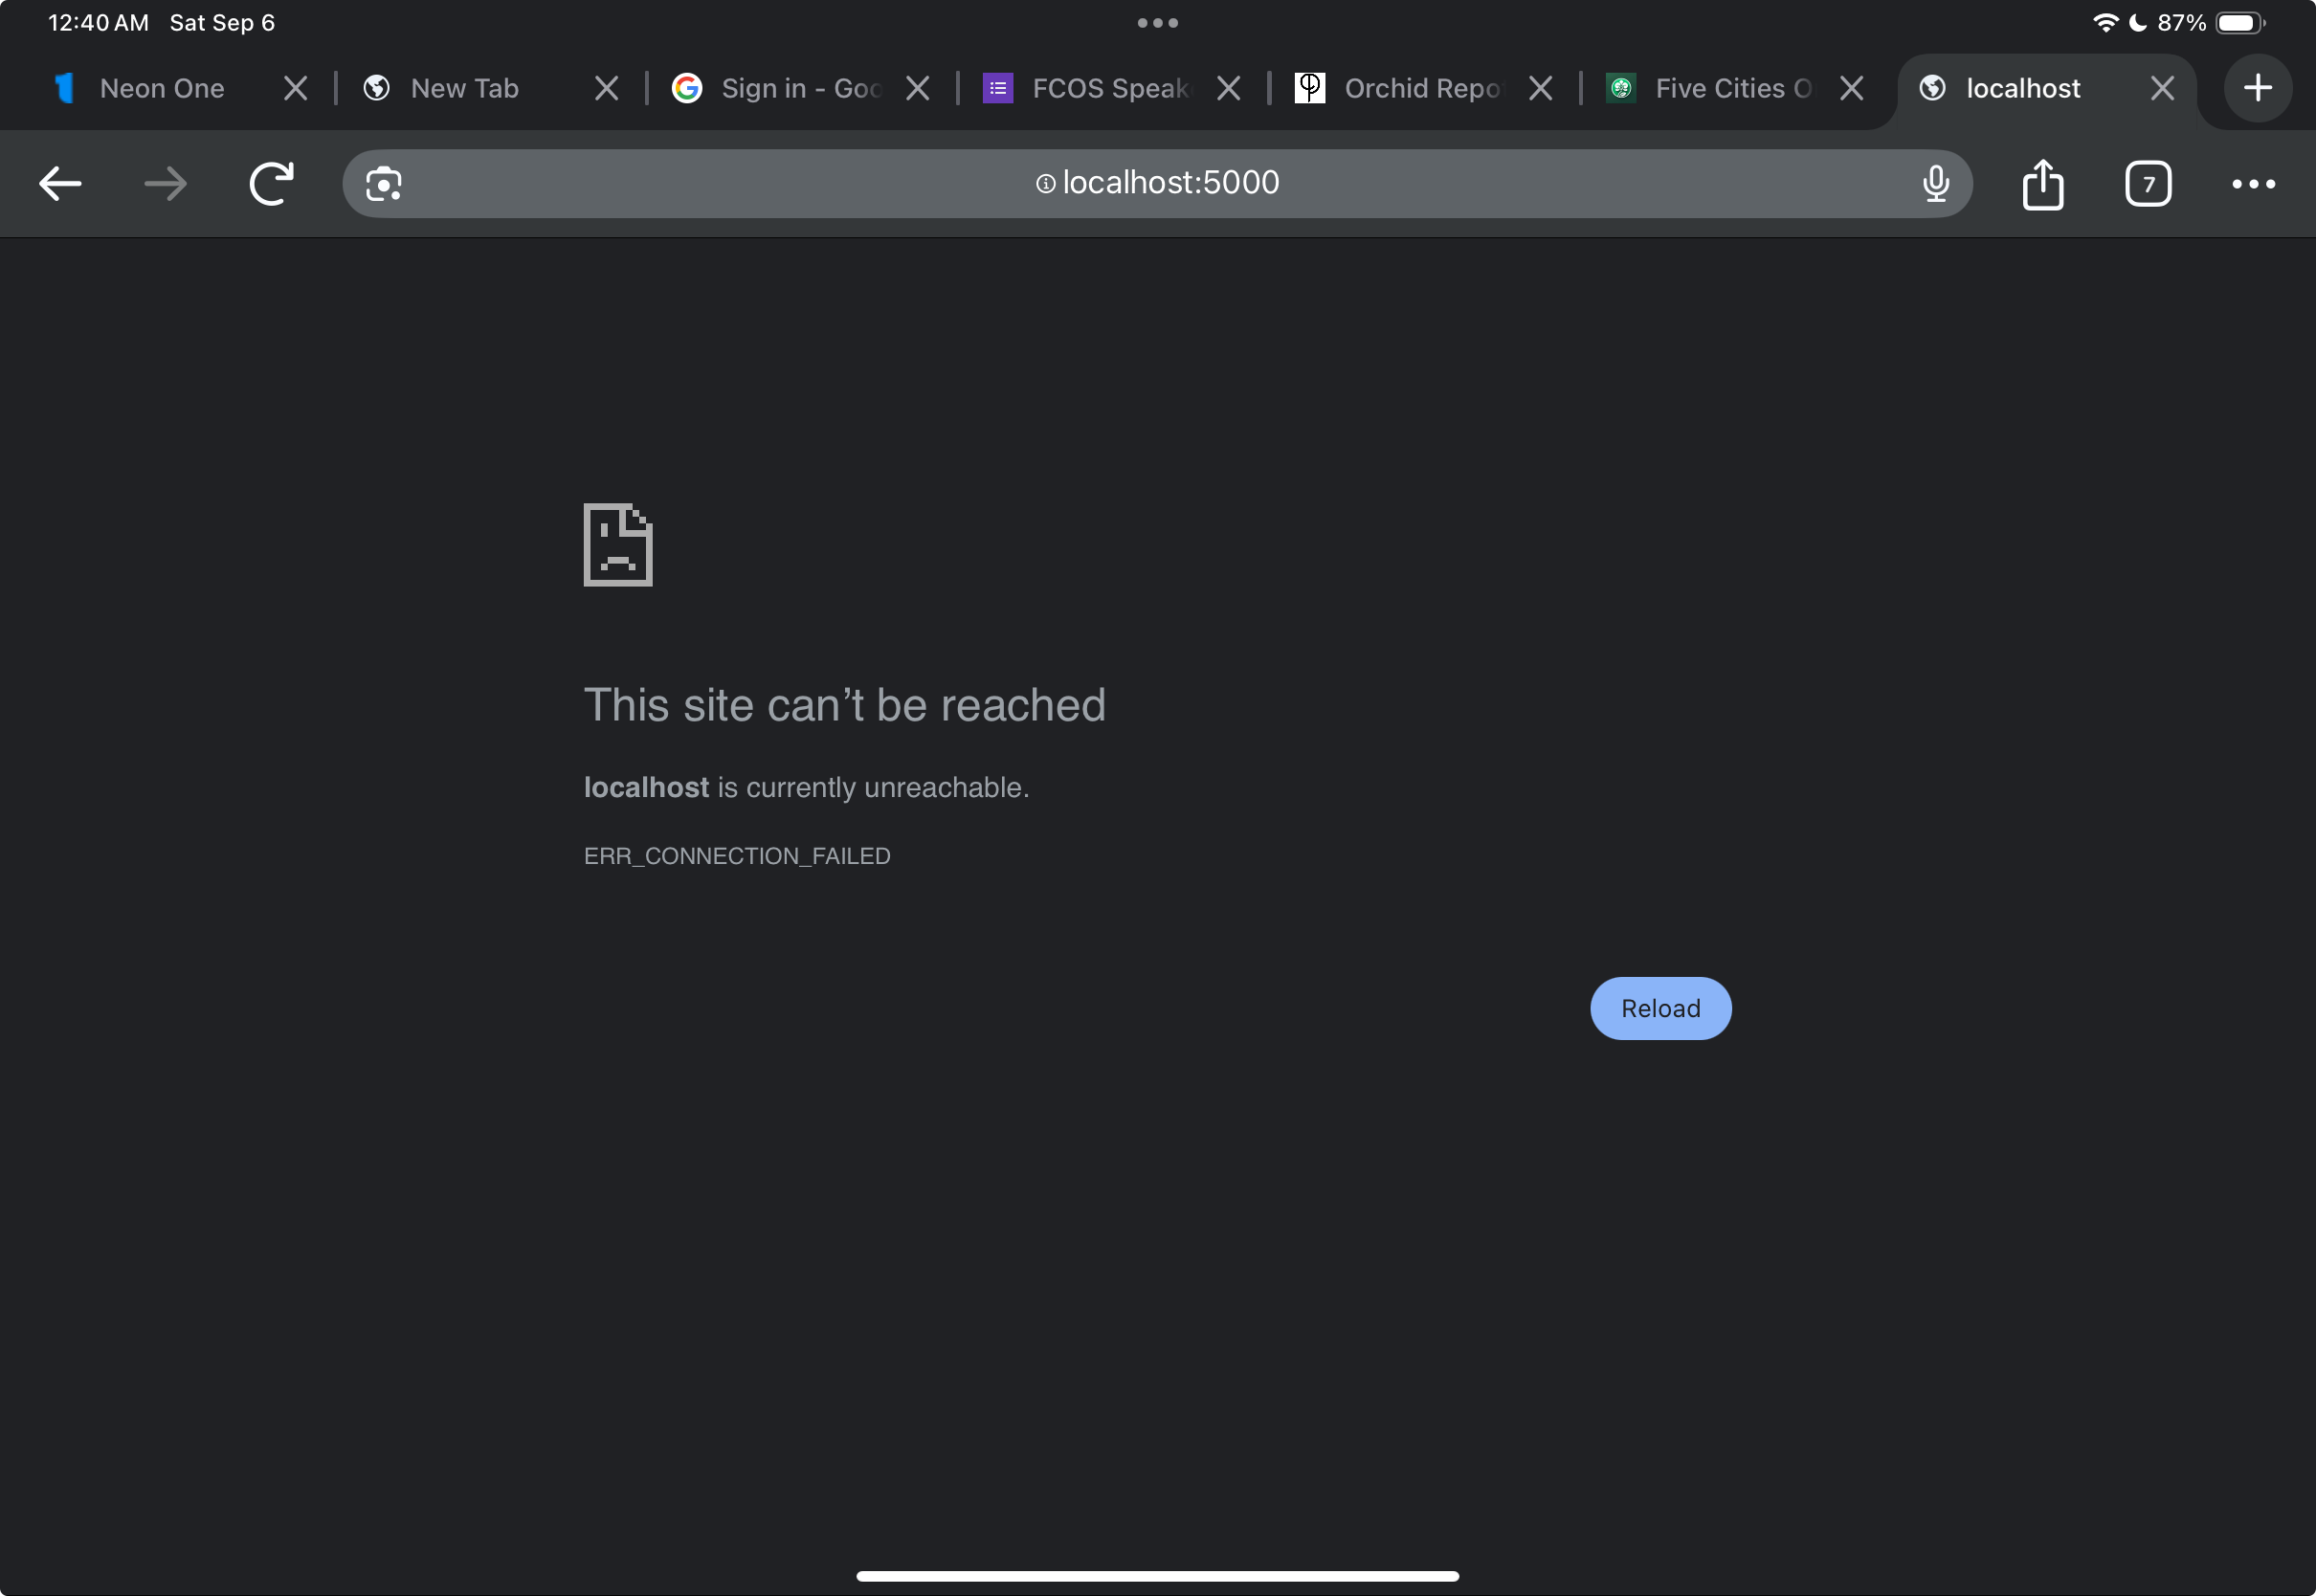 12:40 AM Sat Sep 6
87%
Neon One
New Tab
Sign in - Goo
FCOS Speak
Orchid Repo
Five Cities O
localhost
localhost:5000
7
This site can’t be reached
localhost is currently unreachable.
ERR_CONNECTION_FAILED
Reload